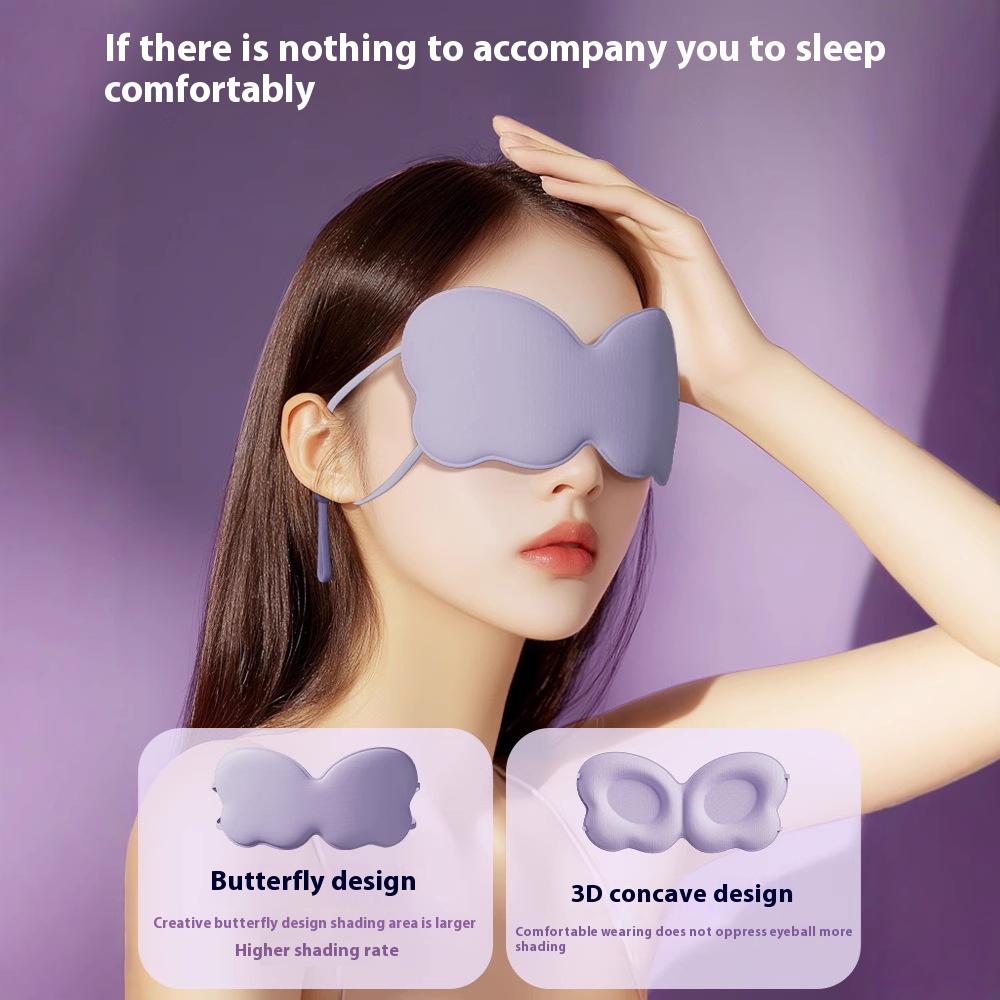 If there is nothing to accompany you to sleep
comfortably
Butterfly design
Creative butterfly design shading area is larger
Higher shading rate
3D concave design
Comfortable wearing does not oppress eyeball more
shading